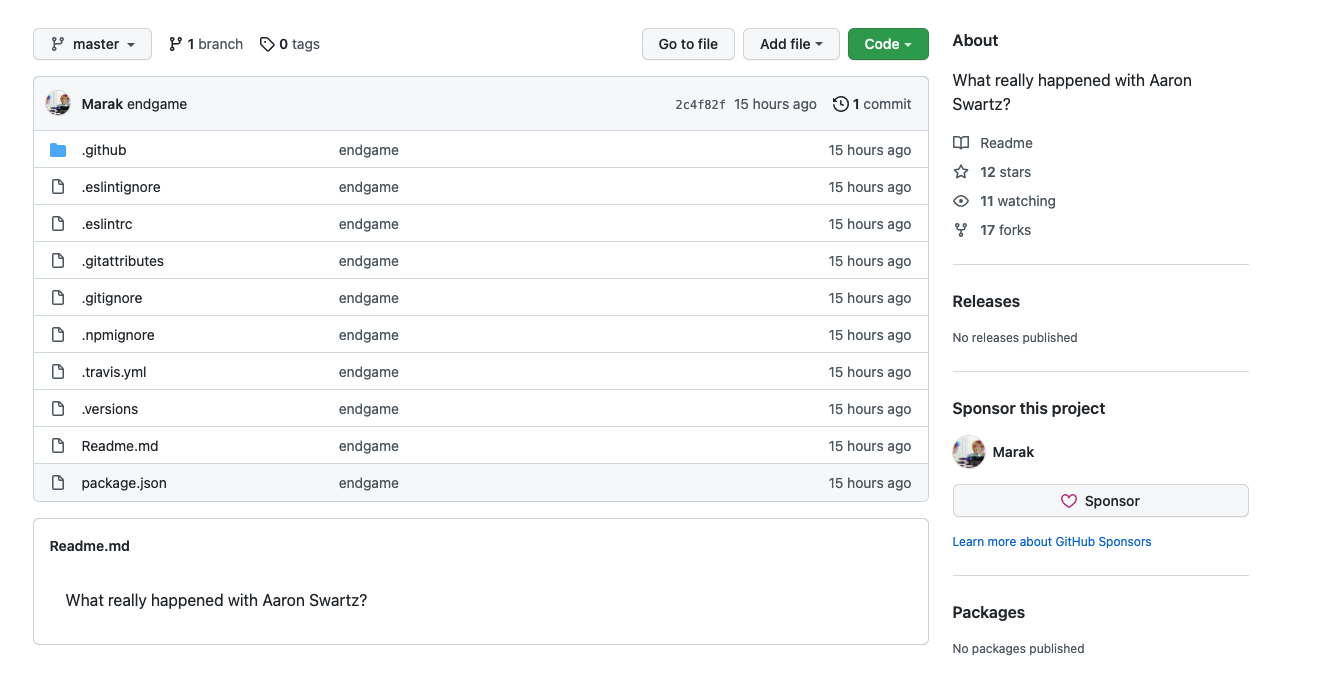 master
1 branch
0 tags
Go to file
Add file
Code
Marak endgame
2c4f82f 15 hours ago
1 commit
.github endgame 15 hours ago
.eslintignore endgame 15 hours ago
.eslintrc endgame 15 hours ago
.gitattributes endgame 15 hours ago
.gitignore endgame 15 hours ago
.npmignore endgame 15 hours ago
.travis.yml endgame 15 hours ago
.versions endgame 15 hours ago
Readme.md endgame 15 hours ago
package.json endgame 15 hours ago
Readme.md
What really happened with Aaron Swartz?
About
What really happened with Aaron
Swartz?
Readme
12 stars
11 watching
17 forks
Releases
No releases published
Sponsor this project
Marak
Sponsor
Learn more about GitHub Sponsors
Packages
No packages published